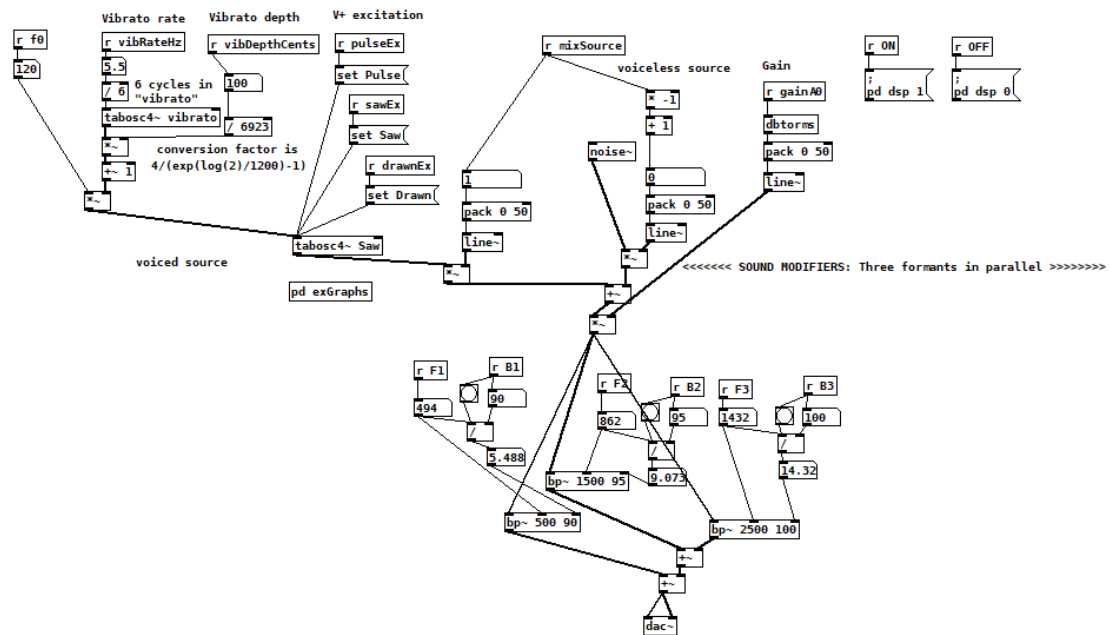 Vibrato rate
Vibrato depth
V+ excitation
r f0
r vibRateHz
r vibDepthCents
r pulseEx
r mixSource
r ON
r OFF
120
5.5
100
set Pulse
voiceless source
Gain
;
pd dsp 1
;
pd dsp 0
/ 6
6 cycles in
"vibrato"
r sawEx
* -1
r gainA0
tabosc4~ vibrato
/ 6923
set Saw
+ 1
dbtorms
*~
conversion factor is
4/(exp(log(2)/1200)-1)
noise~
pack 0 50
+~ 1
r drawnEx
1
0
line~
*~
set Drawn
pack 0 50
pack 0 50
tabosc4~ Saw
line~
line~
voiced source
*~
*~
<<<<<<< SOUND MODIFIERS: Three formants in parallel >>>>>>>>
pd exGraphs
+~
*~
r F1
r B1
r F2
r B2
r F3
r B3
494
90
862
95
1432
100
/
/
/
5.488
9.073
14.32
bp~ 1500 95
bp~ 500 90
bp~ 2500 100
+~
+~
dac~